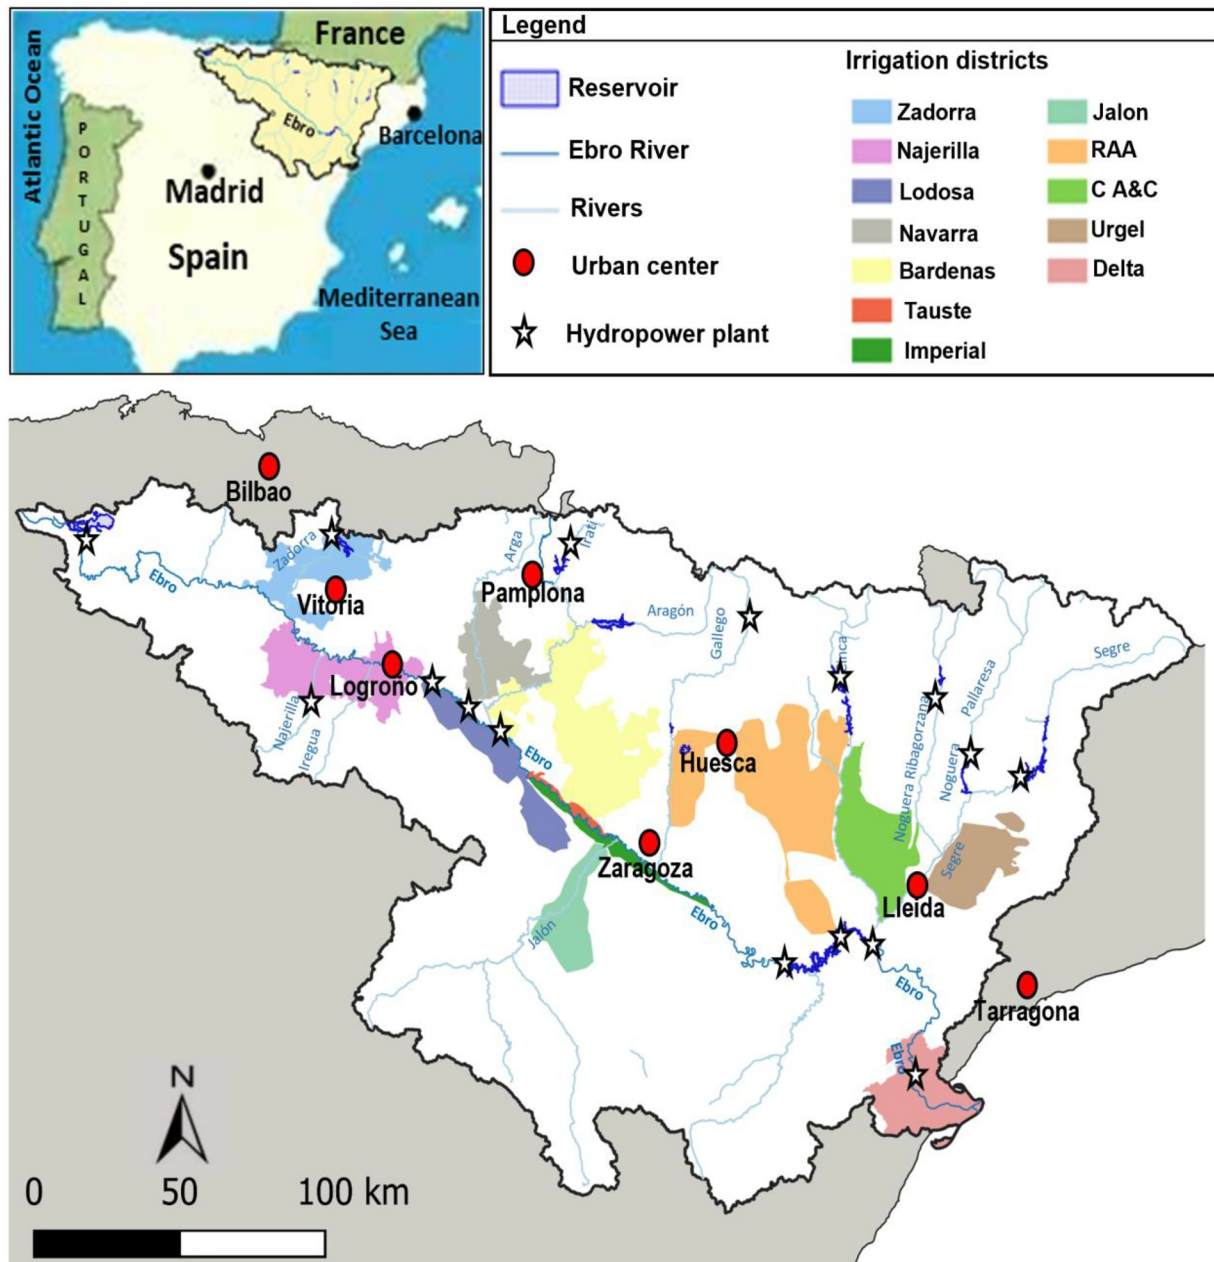 Atlantic Ocean
PORTUGAL
France
Ebro
Barcelona
Madrid
Spain
Mediterranean
Sea
Legend
Reservoir
Ebro River
Rivers
Urban center
Hydropower plant
Irrigation districts
Zadorra
Najerilla
Lodosa
Navarra
Bardenas
Tauste
Imperial
Jalon
RAA
C A&C
Urgel
Delta
Bilbao
Zadorra
Ebro
Vitoria
Arga
Irati
Pamplona
Aragón
Gallego
Segre
Pallaresa
Noguera
Noguera Ribagorzana
Logroño
Najerilla
Iregua
Ebro
Huesca
Zaragoza
Segre
Lleida
Ebro
Jalón
Ebro
Tarragona
Ebro
N
0 50 100 km